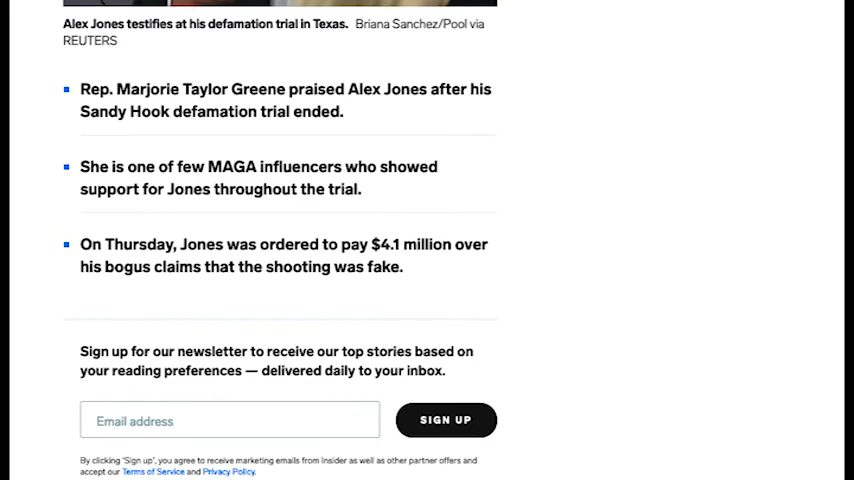 Alex Jones testifies at his defamation trial in Texas. Briana Sanchez/Pool via
REUTERS
Rep. Marjorie Taylor Greene praised Alex Jones after his
Sandy Hook defamation trial ended.
She is one of few MAGA influencers who showed
support for Jones throughout the trial.
On Thursday, Jones was ordered to pay $4.1 million over
his bogus claims that the shooting was fake.
Sign up for our newsletter to receive our top stories based on
your reading preferences — delivered daily to your inbox.
Email address
SIGN UP
By clicking 'Sign up', you agree to receive marketing emails from Insider as well as other partner offers and
accept our Terms of Service and Privacy Policy.